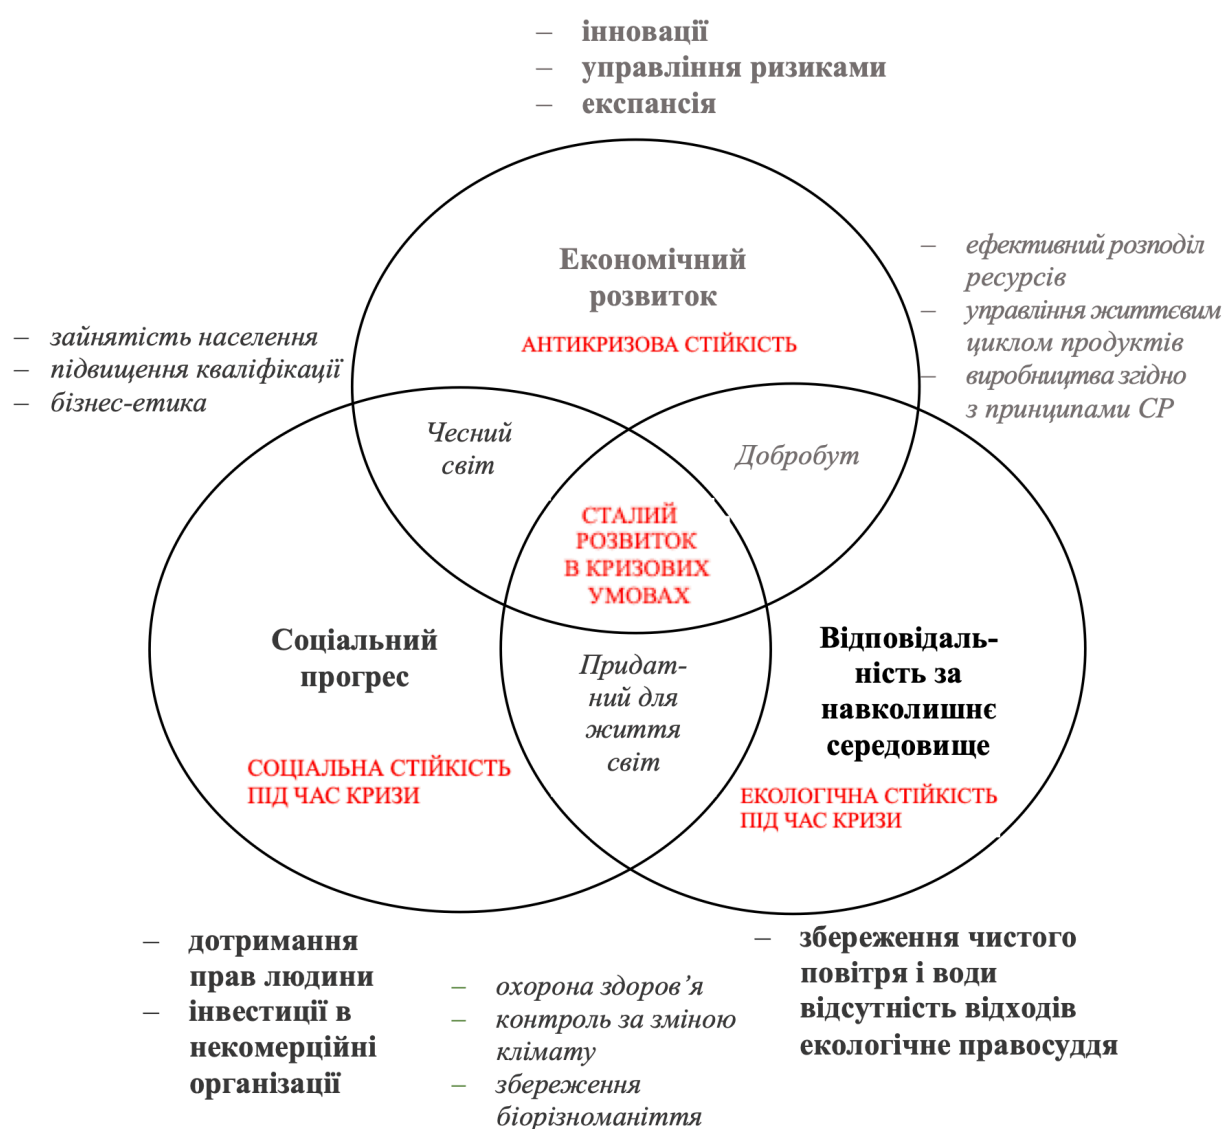 – інновації
– управління ризиками
– експансія
Економічний
розвиток
АНТИКРИЗОВА СТІЙКІСТЬ
– ефективний розподіл
ресурсів
– управління життєвим
циклом продуктів
– виробництва згідно
з принципами СР
– зайнятість населення
– підвищення кваліфікації
– бізнес-етика
Чесний
світ
Добробут
СТАЛИЙ
РОЗВИТОК
В КРИЗОВИХ
УМОВАХ
Соціальний
прогрес
СОЦІАЛЬНА СТІЙКІСТЬ
ПІД ЧАС КРИЗИ
Придат-
ний для
життя
світ
Відповідаль-
ність за
навколишнє
середовище
ЕКОЛОГІЧНА СТІЙКІСТЬ
ПІД ЧАС КРИЗИ
– дотримання
прав людини
– інвестиції в
некомерційні
організації
– охорона здоров’я
– контроль за зміною
клімату
– збереження
біорізноманіття
– збереження чистого
повітря і води
відсутність відходів
екологічне правосуддя